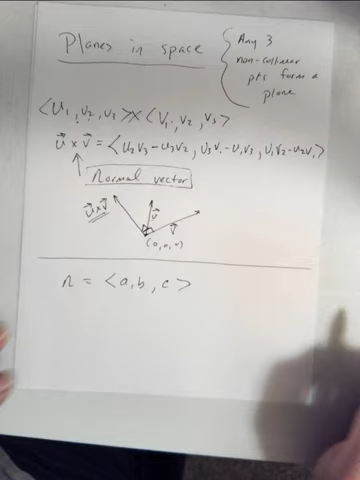 Planes in space
Any 3
non-collinear
pts form a
plane
<U1, U2, U3> X <V1, V2, V3>
u⃗ x v⃗ = <U2V3 - U3V2, U3V1 - U1V3, U1V2 - U2V1>
Normal vector
u⃗xv⃗
u⃗
v⃗
(0,0,0)
n = <a, b, c>